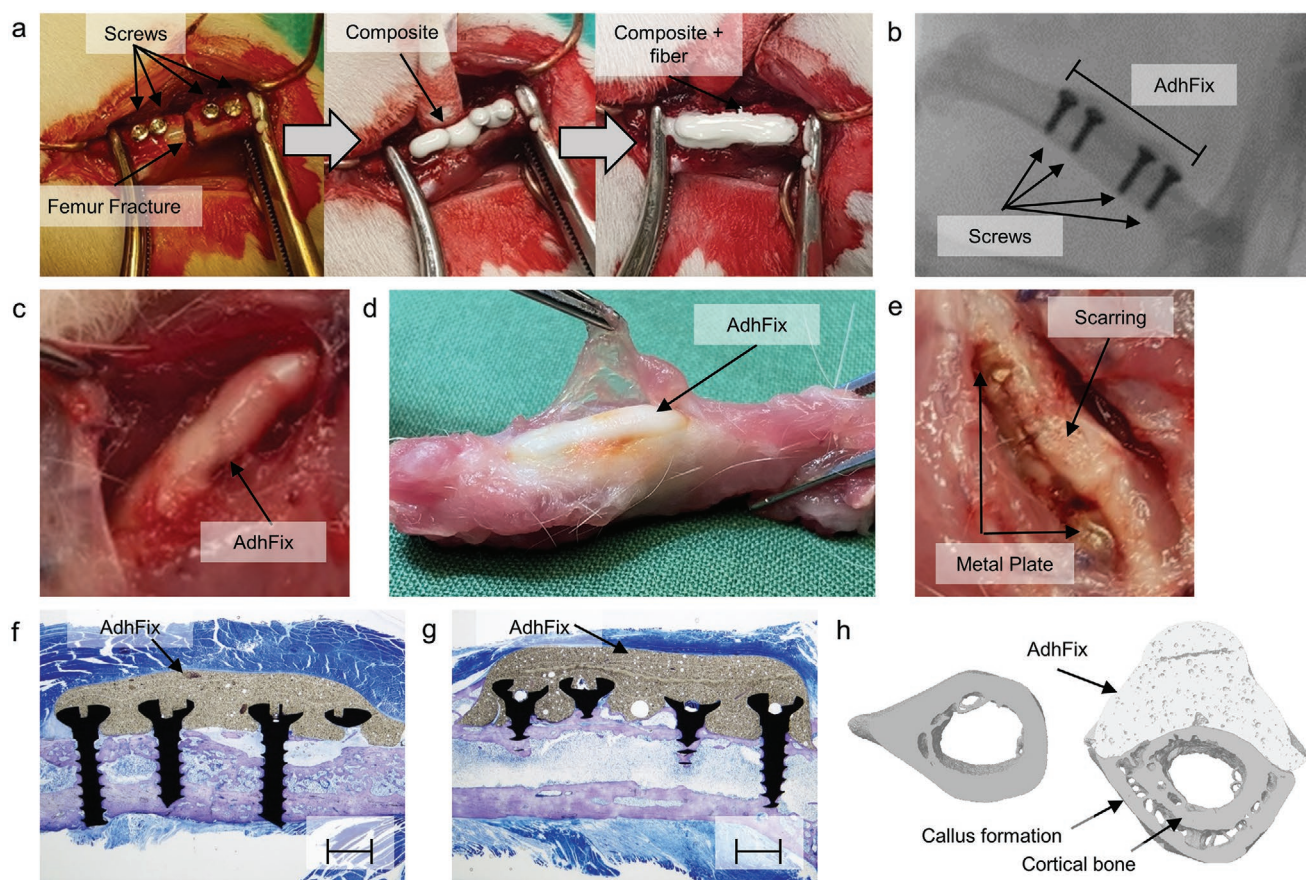 a
Screws
Femur Fracture
Composite
Composite +
fiber
b
AdhFix
Screws
c
AdhFix
d
AdhFix
e
Scarring
Metal Plate
f
AdhFix
g
AdhFix
h
AdhFix
Callus formation
Cortical bone